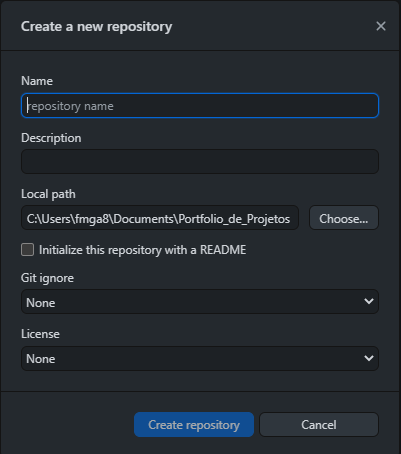 Create a new repository
Name
repository name
Description
Local path
C:\Users\fmga8\Documents\Portfolio_de_Projetos
Choose...
Initialize this repository with a README
Git ignore
None
License
None
Create repository
Cancel